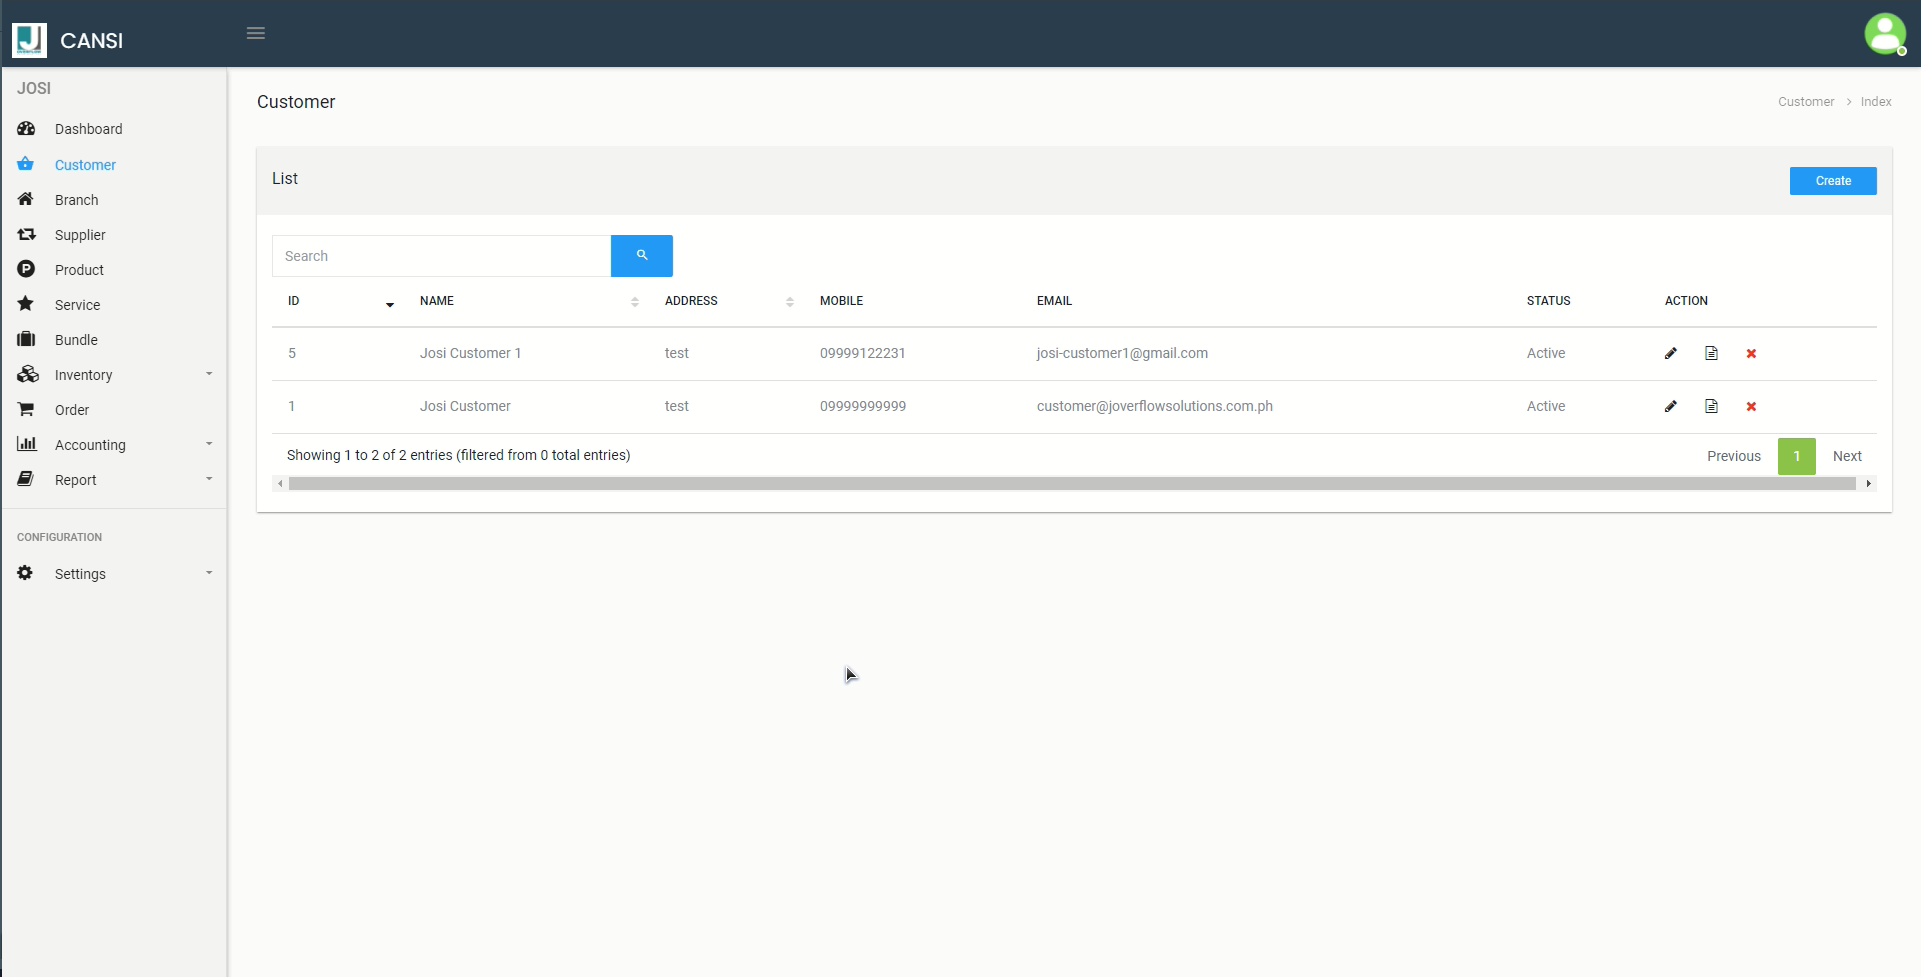 CANSI
JOSI
Dashboard
Customer
Branch
Supplier
Product
Service
Bundle
Inventory
Order
Accounting
Report
CONFIGURATION
Settings
Customer
Customer > Index
List
Create
Search
ID NAME ADDRESS MOBILE EMAIL STATUS ACTION
5 Josi Customer 1 test 09999122231 josi-customer1@gmail.com Active
1 Josi Customer test 09999999999 customer@joverflowsolutions.com.ph Active
Showing 1 to 2 of 2 entries (filtered from 0 total entries)
Previous 1 Next